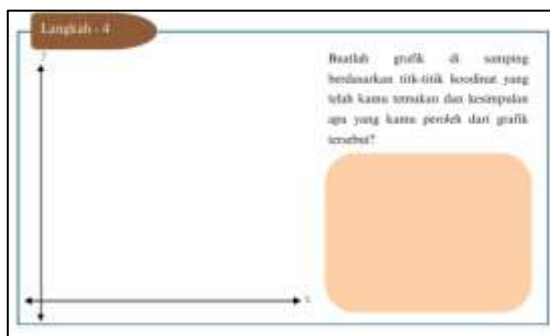 Langkah - 4
y
Buatlah grafik di samping
berdasarkan titik-titik koordinat yang
telah kamu temukan dan kesimpulan
apa yang kamu peroleh dari grafik
tersebut?
x